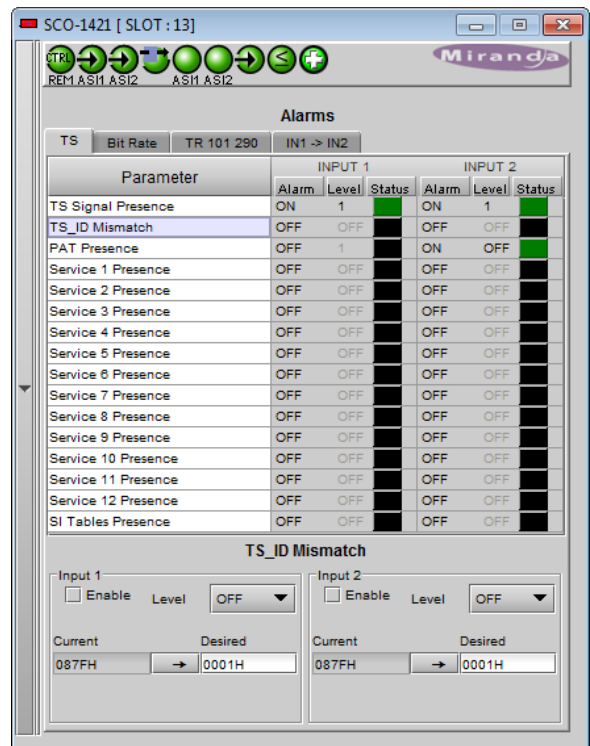 SCO-1421 [ SLOT : 13]
CTRL
REM ASI1 ASI2 ASI1 ASI2
Miranda
Alarms
TS Bit Rate TR 101 290 IN1 -> IN2
Parameter INPUT 1 INPUT 2
Alarm Level Status Alarm Level Status
TS Signal Presence ON 1 ON 1
TS_ID Mismatch OFF OFF OFF OFF
PAT Presence OFF 1 ON OFF
Service 1 Presence OFF OFF OFF OFF
Service 2 Presence OFF OFF OFF OFF
Service 3 Presence OFF OFF OFF OFF
Service 4 Presence OFF OFF OFF OFF
Service 5 Presence OFF OFF OFF OFF
Service 6 Presence OFF OFF OFF OFF
Service 7 Presence OFF OFF OFF OFF
Service 8 Presence OFF OFF OFF OFF
Service 9 Presence OFF OFF OFF OFF
Service 10 Presence OFF OFF OFF OFF
Service 11 Presence OFF OFF OFF OFF
Service 12 Presence OFF OFF OFF OFF
SI Tables Presence OFF OFF OFF OFF
TS_ID Mismatch
Input 1 Input 2
Enable Level OFF Enable Level OFF
Current Desired Current Desired
087FH → 0001H 087FH → 0001H